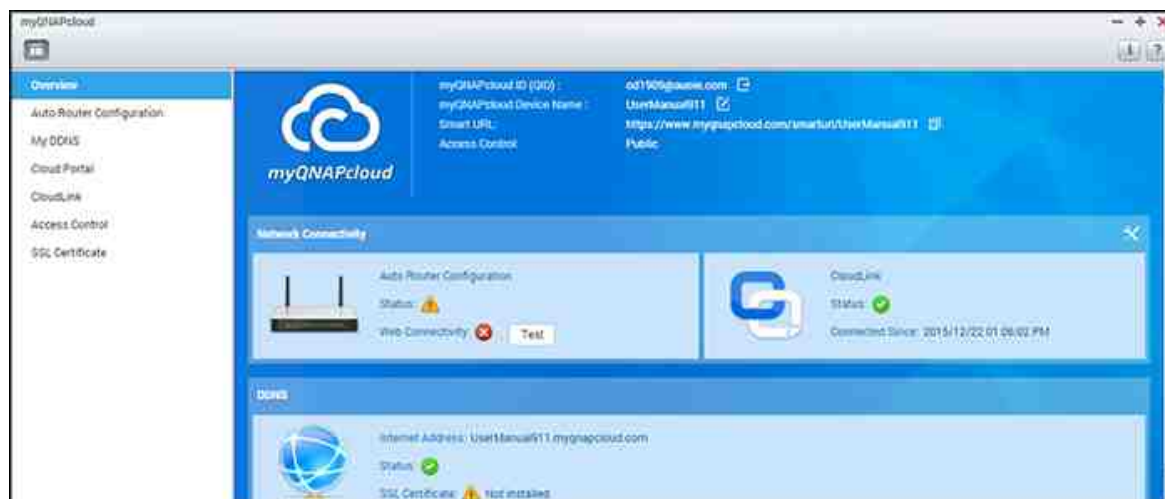 myQNAPcloud
Overview
Auto Router Configuration
My DDNS
Cloud Portal
CloudLink
Access Control
SSL Certificate
myQNAPcloud
myQNAPcloud ID (QID) :
myQNAPcloud Device Name : UserManual911
Smart URL: https://www.myqnapcloud.com/smarturl/UserManual911
Access Control: Public
Network Connectivity
Auto Router Configuration
Status:
Web Connectivity: Test
CloudLink
Status:
Connected Since: 2015/12/22 01:06:02 PM
DDNS
Internet Address: UserManual911.myqnapcloud.com
Status:
SSL Certificate: Not installed